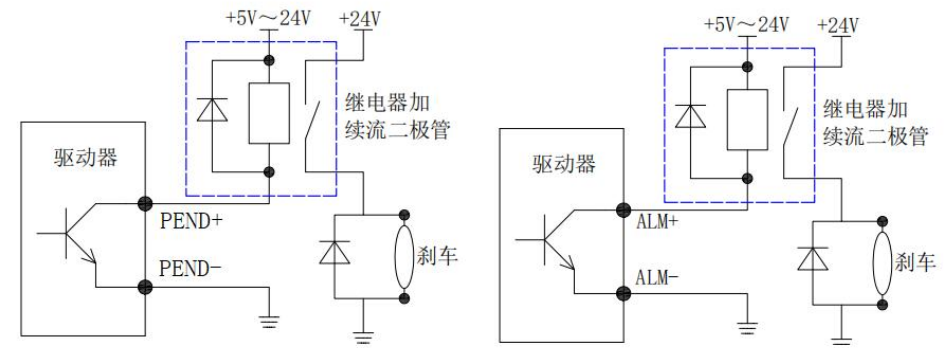 +5V～24V
+24V
继电器加
续流二极管
驱动器
PEND+
PEND-
刹车
+5V～24V
+24V
继电器加
续流二极管
驱动器
ALM+
ALM-
刹车